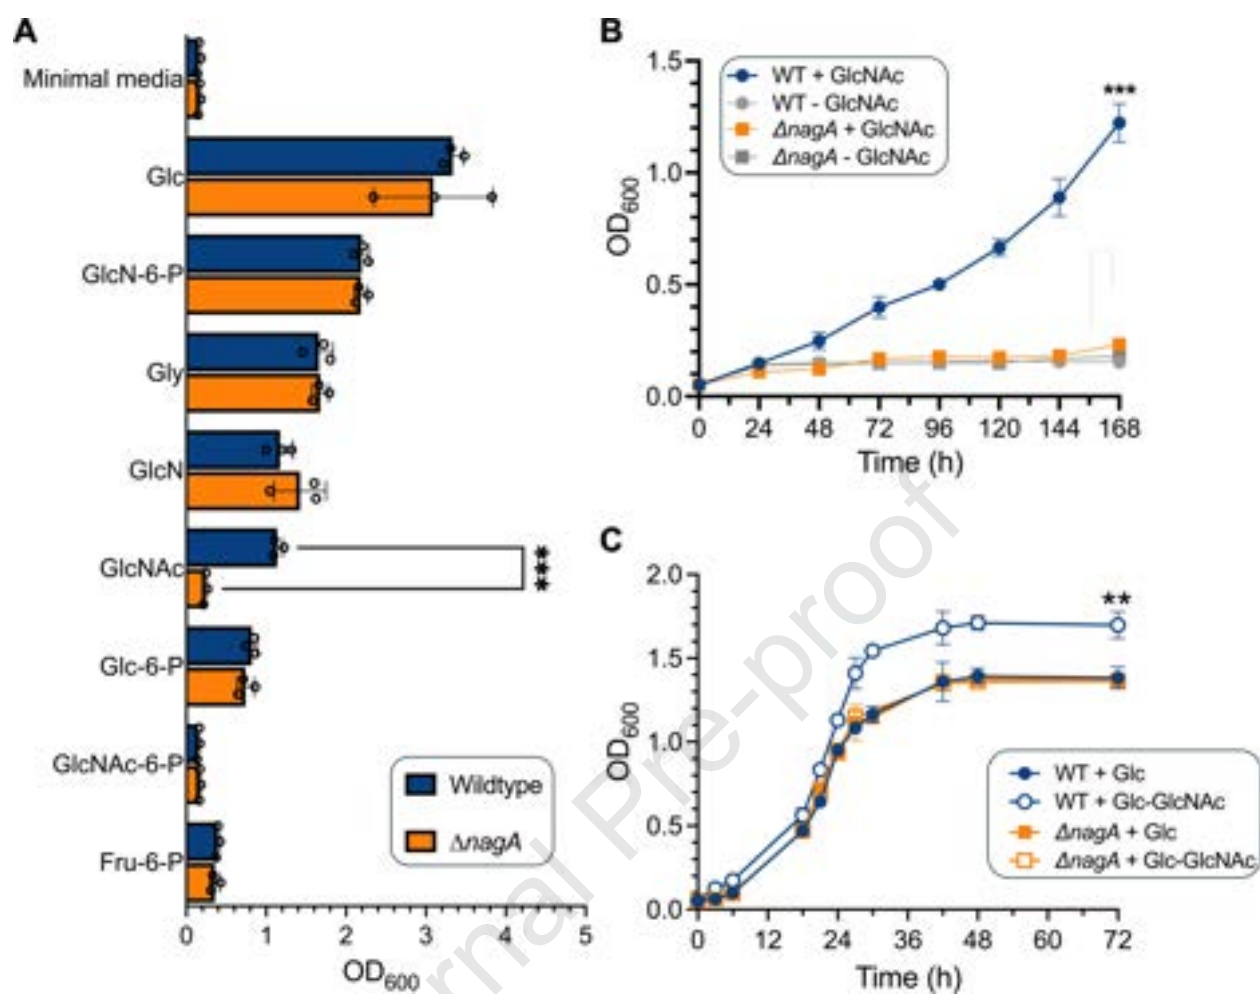 A
Minimal media
Glc
GlcN-6-P
Gly
GlcN
GlcNAc
***
Glc-6-P
GlcNAc-6-P
Fru-6-P
Wildtype
ΔnagA
0 1 2 3 4 5
OD600
B
WT + GlcNAc
WT - GlcNAc
ΔnagA + GlcNAc
ΔnagA - GlcNAc
***
1.5
1.0
0.5
0.0
OD600
0 24 48 72 96 120 144 168
Time (h)
C
2.0
1.5
1.0
0.5
0.0
OD600
**
WT + Glc
WT + Glc-GlcNAc
ΔnagA + Glc
ΔnagA + Glc-GlcNAc
0 12 24 36 48 60 72
Time (h)
rnal Pre-proof